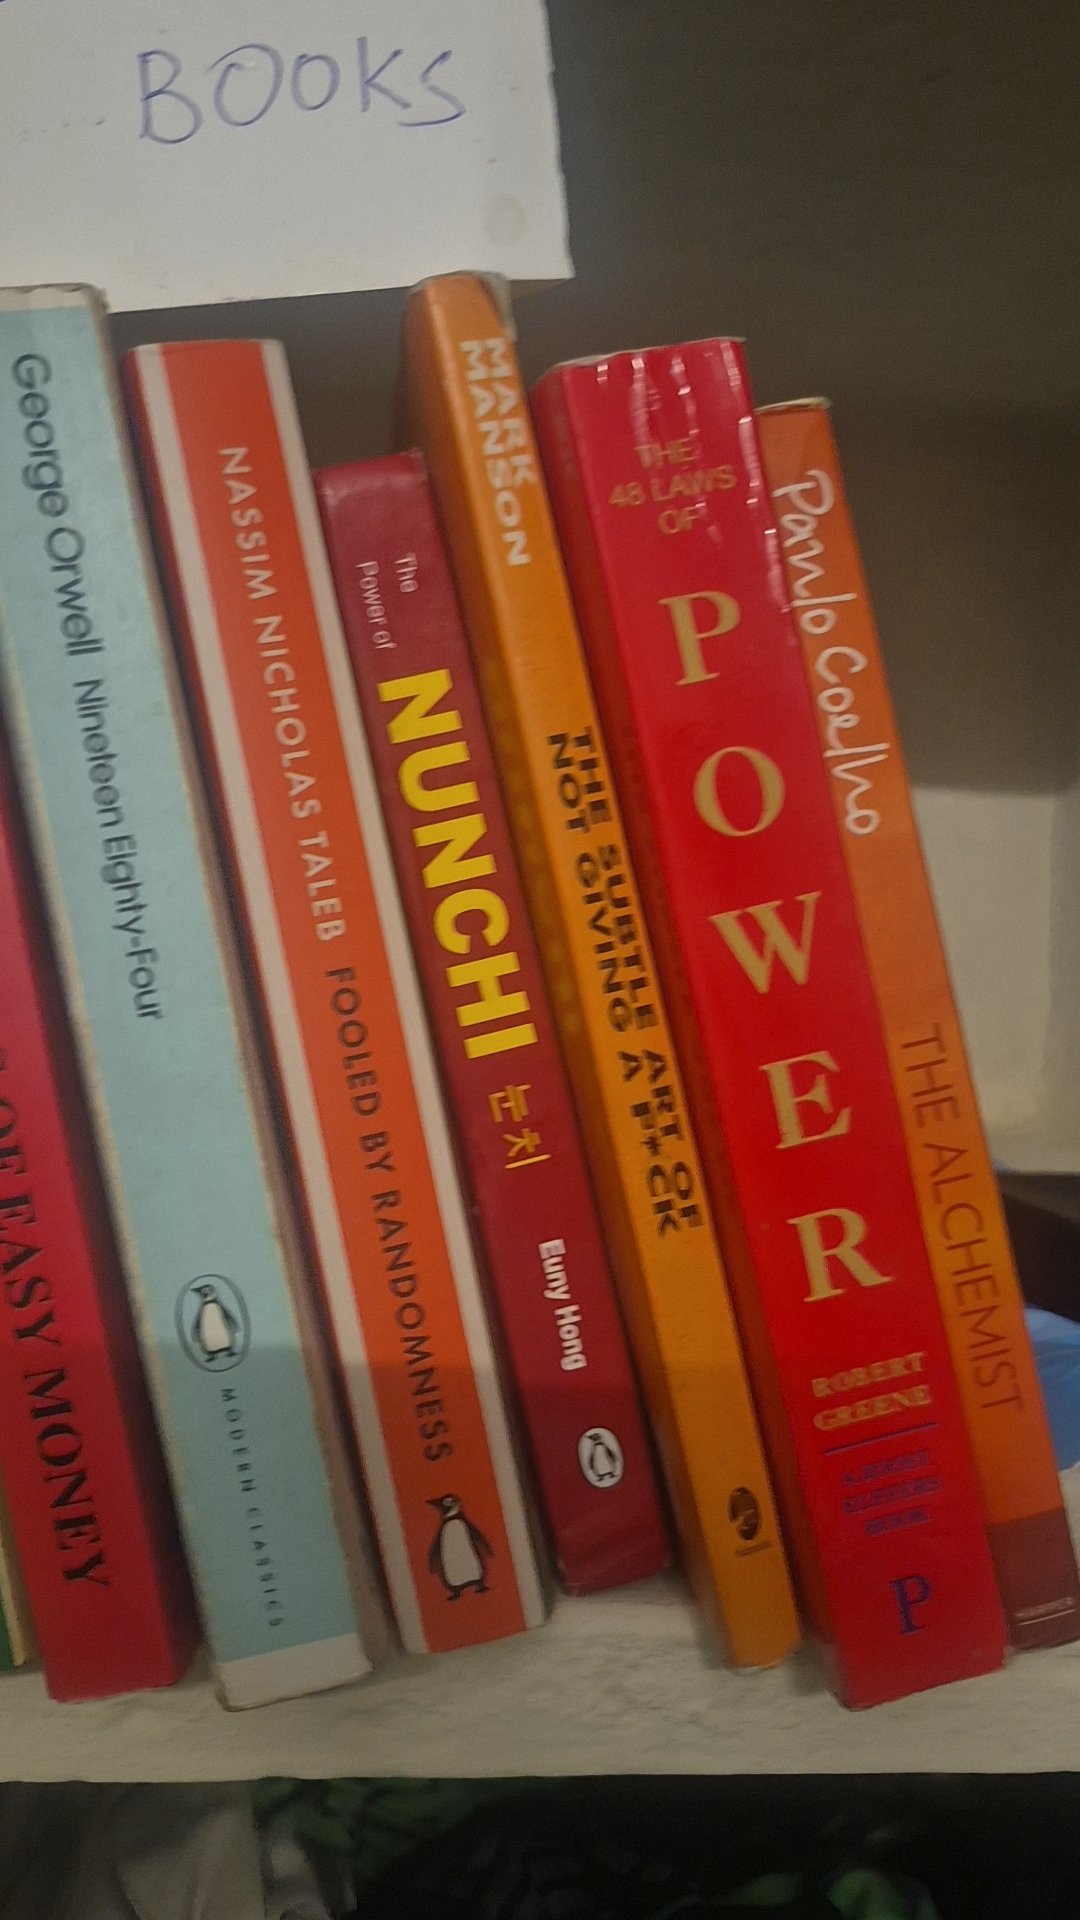 BOOKS
OF EASY MONEY
George Orwell Nineteen Eighty-Four
MODERN CLASSICS
NASSIM NICHOLAS TALEB FOOLED BY RANDOMNESS
The
Power of
NUNCHI 눈치
Euny Hong
MARK
MANSON
THE SUBTLE ART OF
NOT GIVING A F*CK
THE
48 LAWS
OF
POWER
ROBERT
GREENE
P
Paulo Coelho
THE ALCHEMIST
HARPER